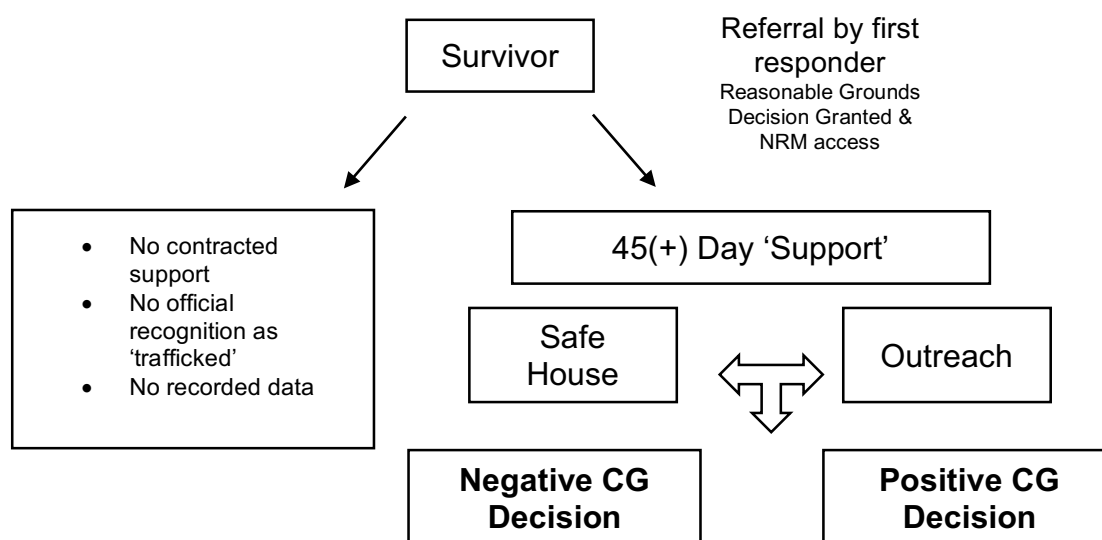 Survivor
Referral by first
responder
Reasonable Grounds
Decision Granted &
NRM access
• No contracted
support
• No official
recognition as
‘trafficked’
• No recorded data
45(+) Day ‘Support’
Safe
House
Outreach
Negative CG
Decision
Positive CG
Decision